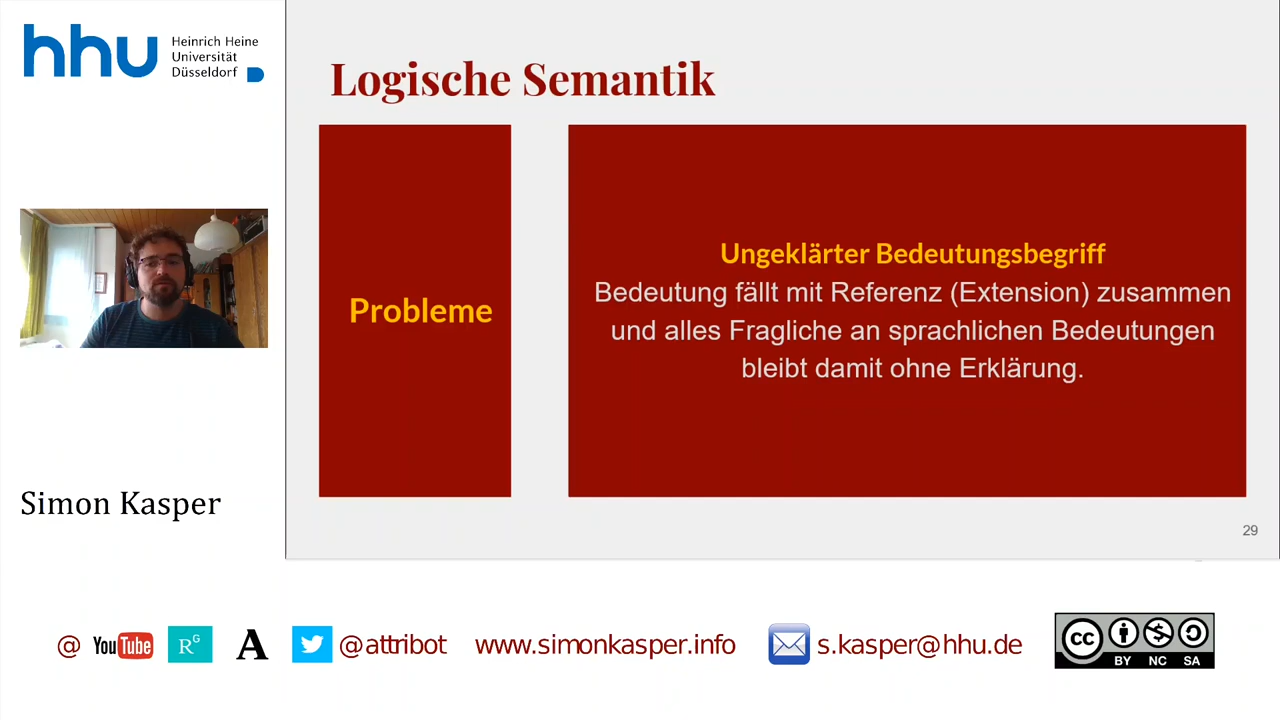 hhu Heinrich Heine
Universität
Düsseldorf
Logische Semantik
Probleme
Ungeklärter Bedeutungsbegriff
Bedeutung fällt mit Referenz (Extension) zusammen
und alles Fragliche an sprachlichen Bedeutungen
bleibt damit ohne Erklärung.
Simon Kasper
29
@ YouTube RG A @attribot www.simonkasper.info s.kasper@hhu.de cc
BY NC SA